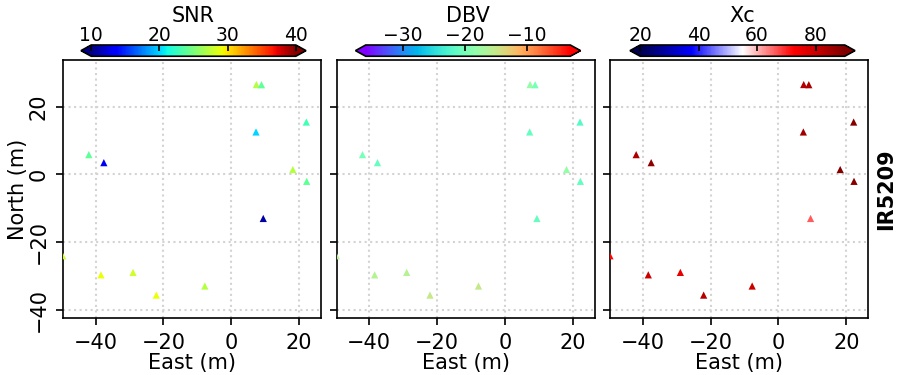 SNR DBV Xc
10 20 30 40 −30 −20 −10 20 40 60 80
20
0
−20
−40
North (m)
IR5209
−40 −20 0 20 −40 −20 0 20 −40 −20 0 20
East (m) East (m) East (m)